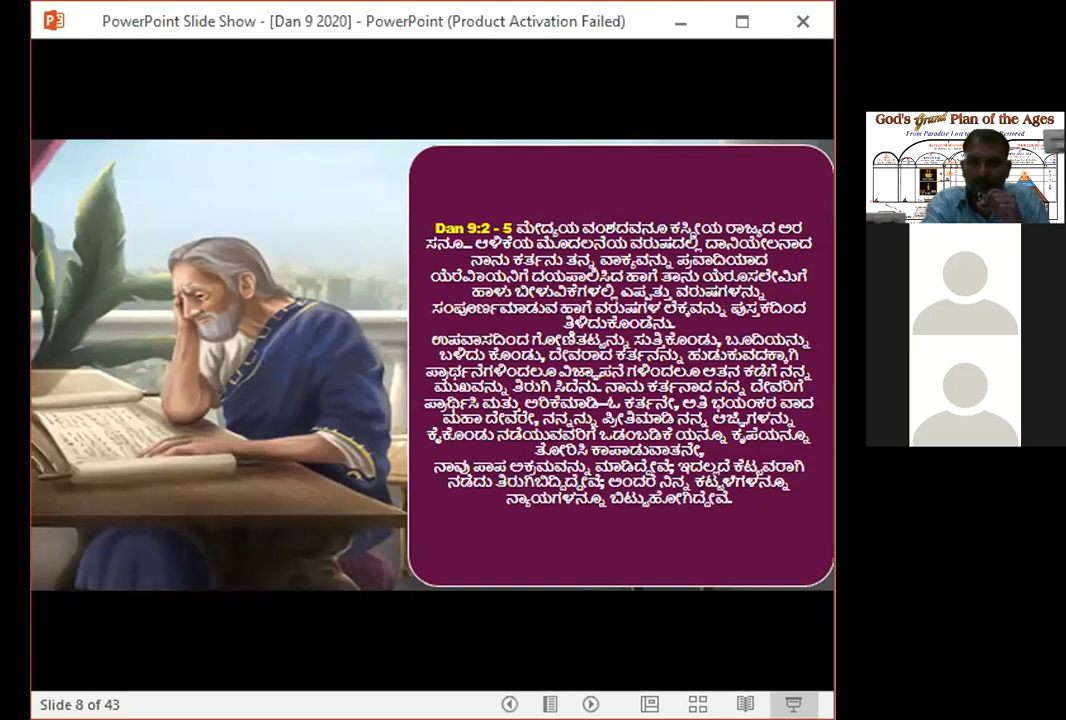 PowerPoint Slide Show - [Dan 9 2020] - PowerPoint (Product Activation Failed)
God's Grand Plan of the Ages
Dan 9:2 - 5 ಮೇದ್ಯಯ ವಂಶದವನೂ ಕಸ್ದೀಯ ರಾಜ್ಯದ ಅರ
ಸನೂ... ಆಳಿಕೆಯ ಮೊದಲನೆಯ ವರುಷದಲ್ಲಿ ದಾನಿಯೇಲನಾದ
ನಾನು ಕರ್ತನು ತನ್ನ ವಾಕ್ಯವನ್ನು ಪ್ರವಾದಿಯಾದ
ಯೆರೆವಿಾಯನಿಗೆ ದಯಪಾಲಿಸಿದ ಹಾಗೆ ತಾನು ಯೆರೂಸಲೇಮಿಗೆ
ಹಾಳು ಬೀಳುವಿಕೆಗಳಲ್ಲಿ ಎಪ್ಪತ್ತು ವರುಷಗಳನ್ನು
ಸಂಪೂರ್ಣಮಾಡುವ ಹಾಗೆ ವರುಷಗಳ ಲೆಕ್ಕವನ್ನು ಪುಸ್ತಕದಿಂದ
ತಿಳಿದುಕೊಂಡೆನು.
ಉಪವಾಸದಿಂದ ಗೋಣಿತಟ್ಟನ್ನು ಸುತ್ತಿಕೊಂಡು, ಬೂದಿಯನ್ನು
ಬಳಿದು ಕೊಂಡು, ದೇವರಾದ ಕರ್ತನನ್ನು ಹುಡುಕುವದಕ್ಕಾಗಿ
ಪ್ರಾರ್ಥನೆಗಳಿಂದಲೂ ವಿಜ್ಞಾಪನೆ ಗಳಿಂದಲೂ ಆತನ ಕಡೆಗೆ ನನ್ನ
ಮುಖವನ್ನು ತಿರುಗಿ ಸಿದೆನು. ನಾನು ಕರ್ತನಾದ ನನ್ನ ದೇವರಿಗೆ
ಪ್ರಾರ್ಥಿಸಿ ಮತ್ತು ಅರಿಕೆಮಾಡಿ--ಓ ಕರ್ತನೇ, ಅತಿ ಭಯಂಕರ ವಾದ
ಮಹಾ ದೇವರೇ, ನನ್ನನ್ನು ಪ್ರೀತಿಮಾಡಿ ನನ್ನ ಆಜ್ಞೆಗಳನ್ನು
ಕೈಕೊಂಡು ನಡೆಯುವವರಿಗೆ ಒಡಂಬಡಿಕೆ ಯನ್ನೂ ಕೃಪೆಯನ್ನೂ
ತೋರಿಸಿ ಕಾಪಾಡುವಾತನೇ,
ನಾವು ಪಾಪ ಅಕ್ರಮವನ್ನು ಮಾಡಿದ್ದೇವೆ; ಇದಲ್ಲದೆ ಕೆಟ್ಟವರಾಗಿ
ನಡೆದು ತಿರುಗಿಬಿದ್ದಿದ್ದೇವೆ; ಅಂದರೆ ನಿನ್ನ ಕಟ್ಟಳೆಗಳನ್ನೂ
ನ್ಯಾಯಗಳನ್ನೂ ಬಿಟ್ಟುಹೋಗಿದ್ದೇವೆ.
Slide 8 of 43